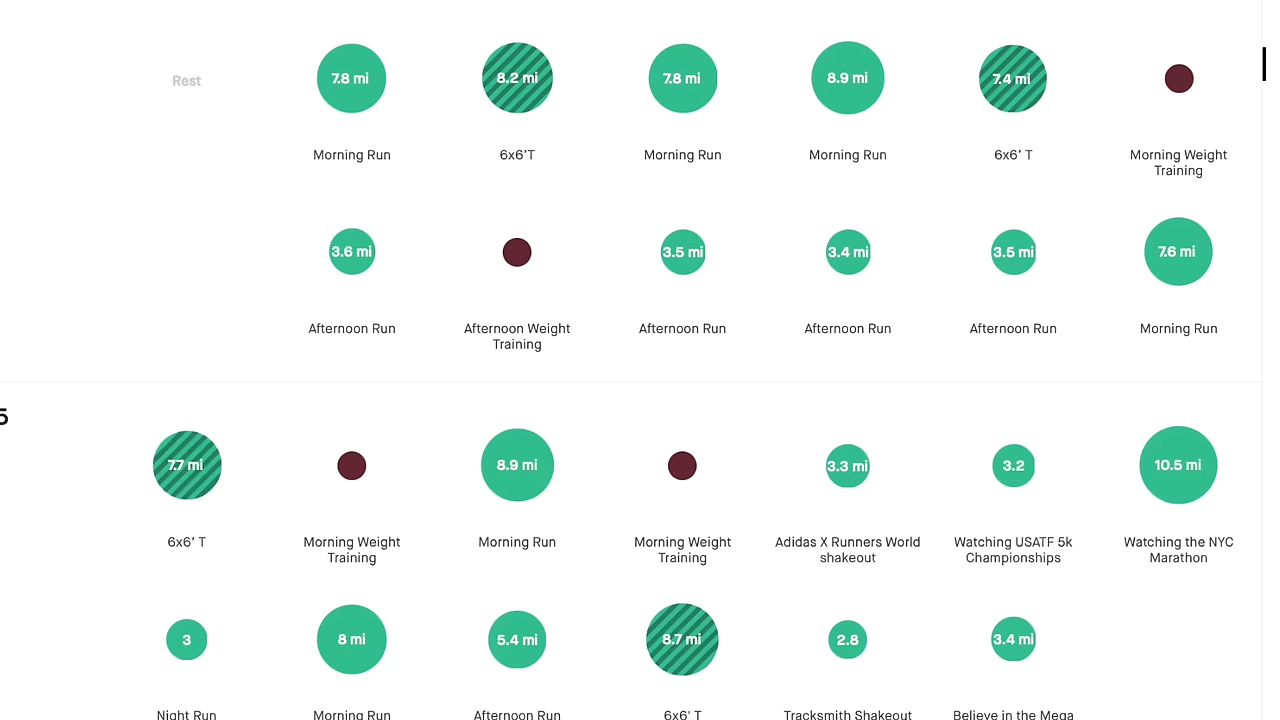 Rest
7.8 mi
8.2 mi
7.8 mi
8.9 mi
7.4 mi
Morning Run
6x6'T
Morning Run
Morning Run
6x6' T
Morning Weight
Training
3.6 mi
3.5 mi
3.4 mi
3.5 mi
7.6 mi
Afternoon Run
Afternoon Weight
Training
Afternoon Run
Afternoon Run
Afternoon Run
Morning Run
5
7.7 mi
8.9 mi
3.3 mi
3.2
10.5 mi
6x6' T
Morning Weight
Training
Morning Run
Morning Weight
Training
Adidas X Runners World
shakeout
Watching USATF 5k
Championships
Watching the NYC
Marathon
3
8 mi
5.4 mi
8.7 mi
2.8
3.4 mi
Night Run
Morning Run
Afternoon Run
6x6' T
Tracksmith Shakeout
Believe in the Mega